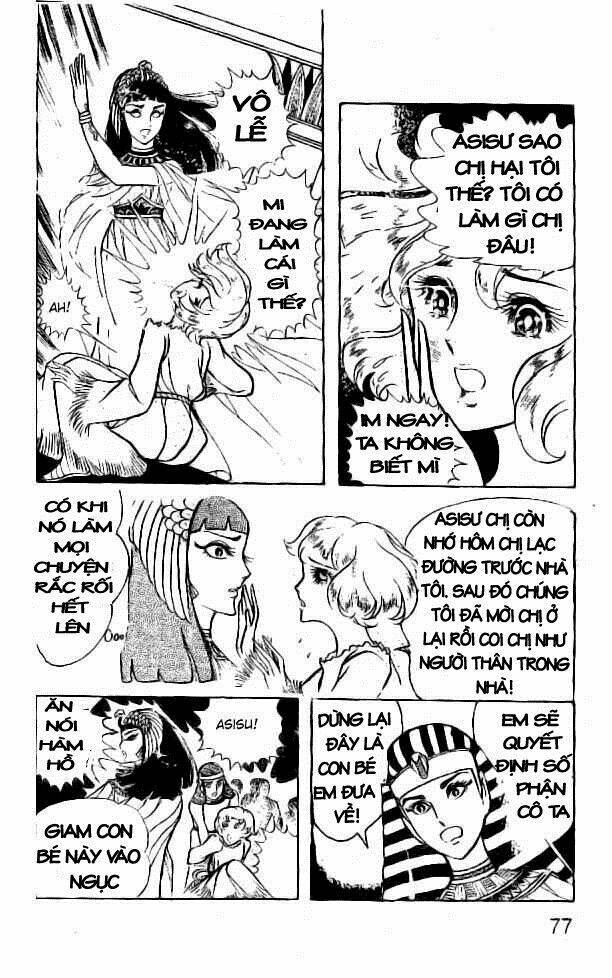 VÔ
LỄ
MI
ĐANG
LÀM
CÁI
GÌ
THẾ?
AH!
ASISƯ SAO
CHỊ HẠI TÔI
THẾ? TÔI CÓ
LÀM GÌ CHỊ
ĐÂU!
IM NGAY!
TA KHÔNG
BIẾT MÌ
CÓ KHI
NÓ LÀM
MỌI
CHUYỆN
RẮC RỐI
HẾT
LÊN
ASISƯ CHỊ CÒN
NHỚ HÔM CHỊ LẠC
ĐƯỜNG TRƯỚC NHÀ
TÔI. SAU ĐÓ CHÚNG
TÔI ĐÃ MỜI CHỊ Ở
LẠI RỒI COI CHỊ NHƯ
NGƯỜI THÂN TRONG
NHÀ!
ĂN
NÓI
HÀM
HỒ
ASISU!
GIAM CON
BÉ NÀY VÀO
NGỤC
DỪNG LẠI
ĐÂY LÀ
CON BÉ
EM ĐƯA
VỀ!
EM SẼ
QUYẾT
ĐỊNH SỐ
PHẬN
CÔ TA
77